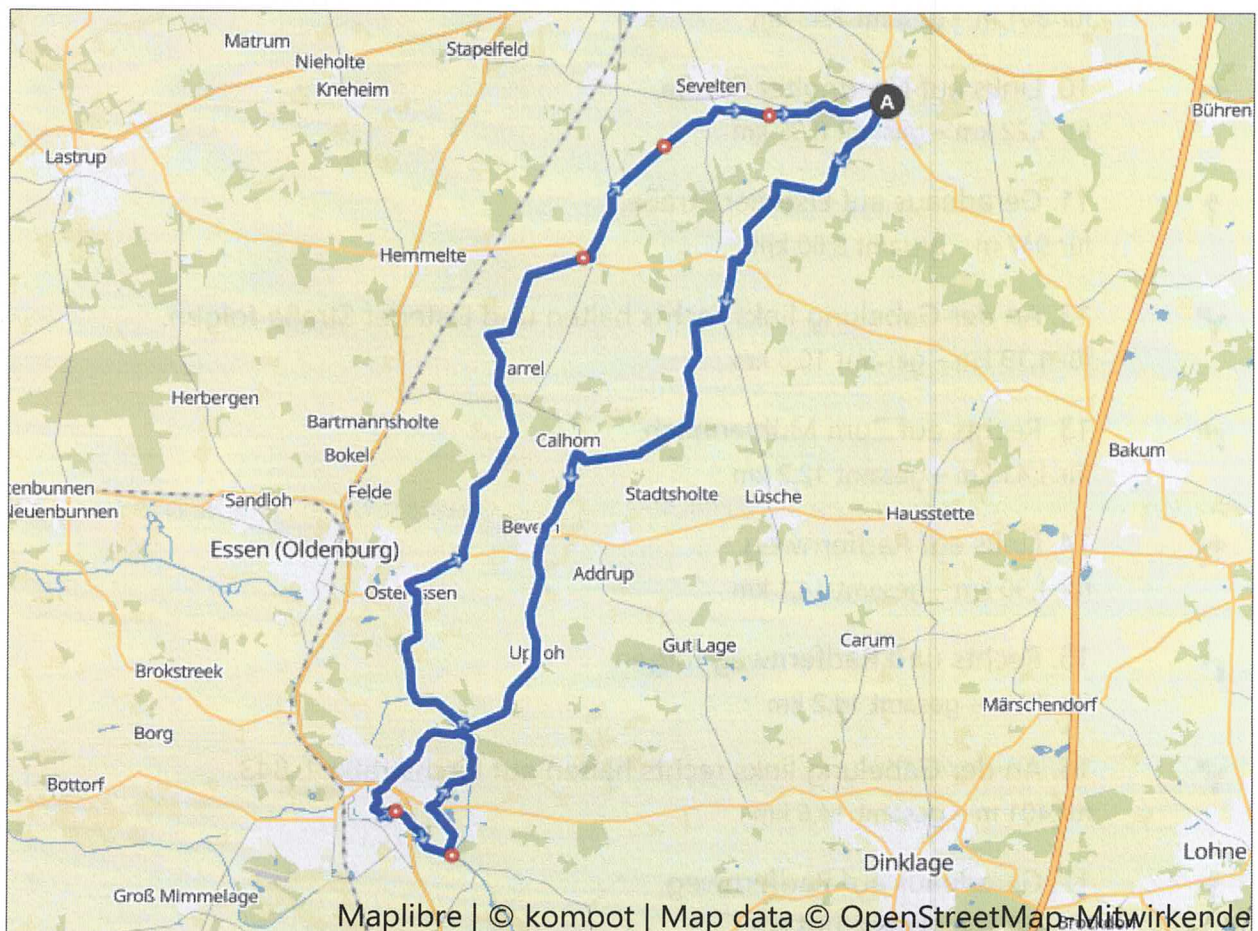 Matrum
Stapelfeld
Nieholte
Kneheim
Sevelten
A
Bühren
Lastrup
Hemmelte
arrel
Herbergen
Bartmannsholte
Calhorn
Bokel
Bakum
Felde
tenbunnen
Neuenbunnen
Sandloh
Stadtsholte
Lüsche
Hausstette
Essen (Oldenburg)
Addrup
Gut Lage
Carum
Brokstreek
Märschendorf
Borg
Bottorf
Dinklage
Lohne
Groß Mimmelage
Brockdorf
Maplibre | © komoot | Map data © OpenStreetMap-Mitwirkende